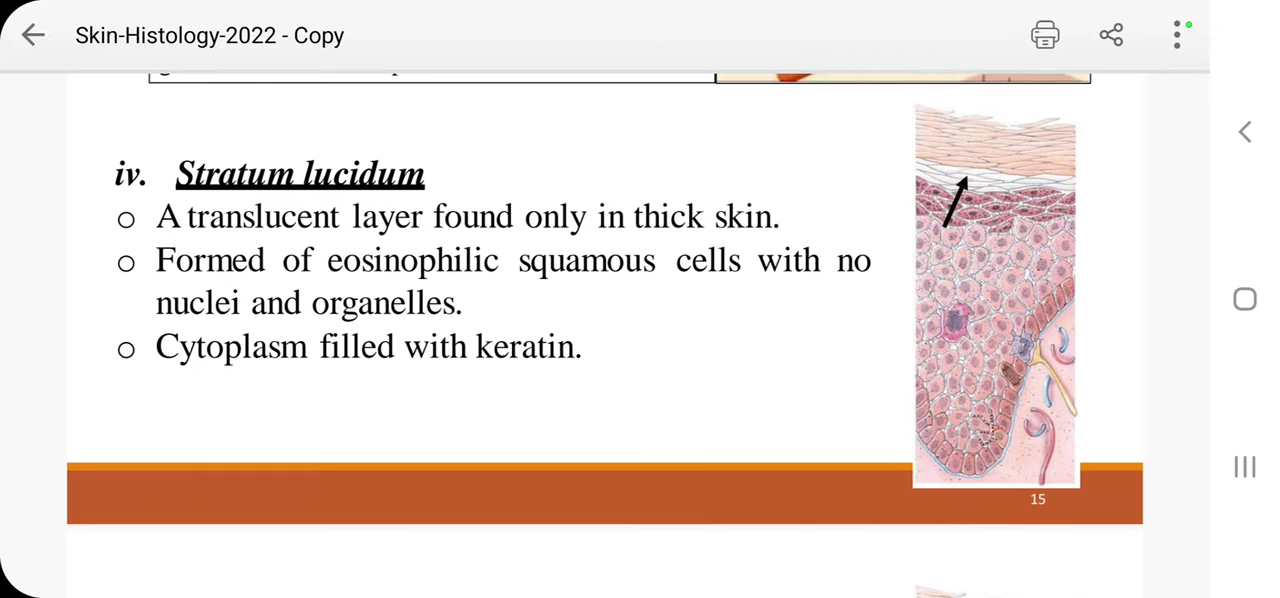 Skin-Histology-2022 - Copy
iv. Stratum lucidum
o A translucent layer found only in thick skin.
o Formed of eosinophilic squamous cells with no
nuclei and organelles.
o Cytoplasm filled with keratin.
15